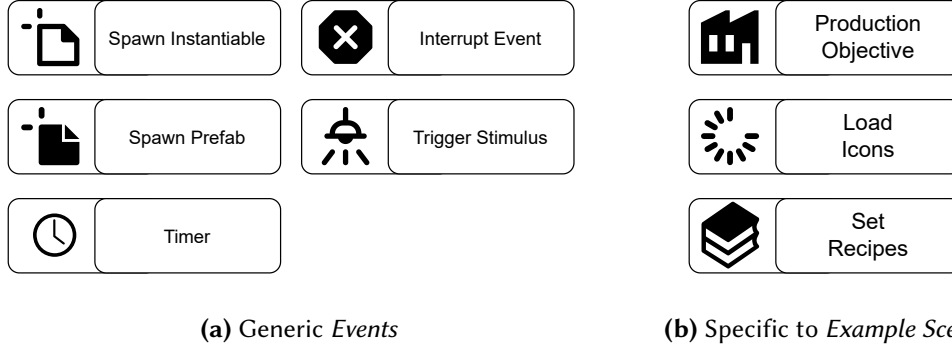 Spawn Instantiable
Interrupt Event
Production
Objective
Spawn Prefab
Trigger Stimulus
Load
Icons
Timer
Set
Recipes
(a) Generic Events
(b) Specific to Example